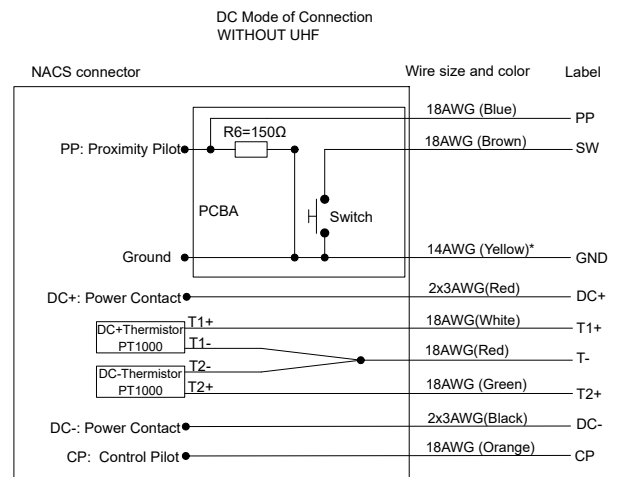 DC Mode of Connection
WITHOUT UHF
NACS connector
Wire size and color
Label
18AWG (Blue)
PP
R6=150Ω
PP: Proximity Pilot
18AWG (Brown)
SW
PCBA
Switch
Ground
14AWG (Yellow)*
GND
DC+: Power Contact
2x3AWG(Red)
DC+
DC+Thermistor
PT1000
T1+
18AWG(White)
T1+
T1-
18AWG(Red)
T-
DC-Thermistor
PT1000
T2-
T2+
18AWG (Green)
T2+
DC-: Power Contact
2x3AWG(Black)
DC-
CP: Control Pilot
18AWG (Orange)
CP